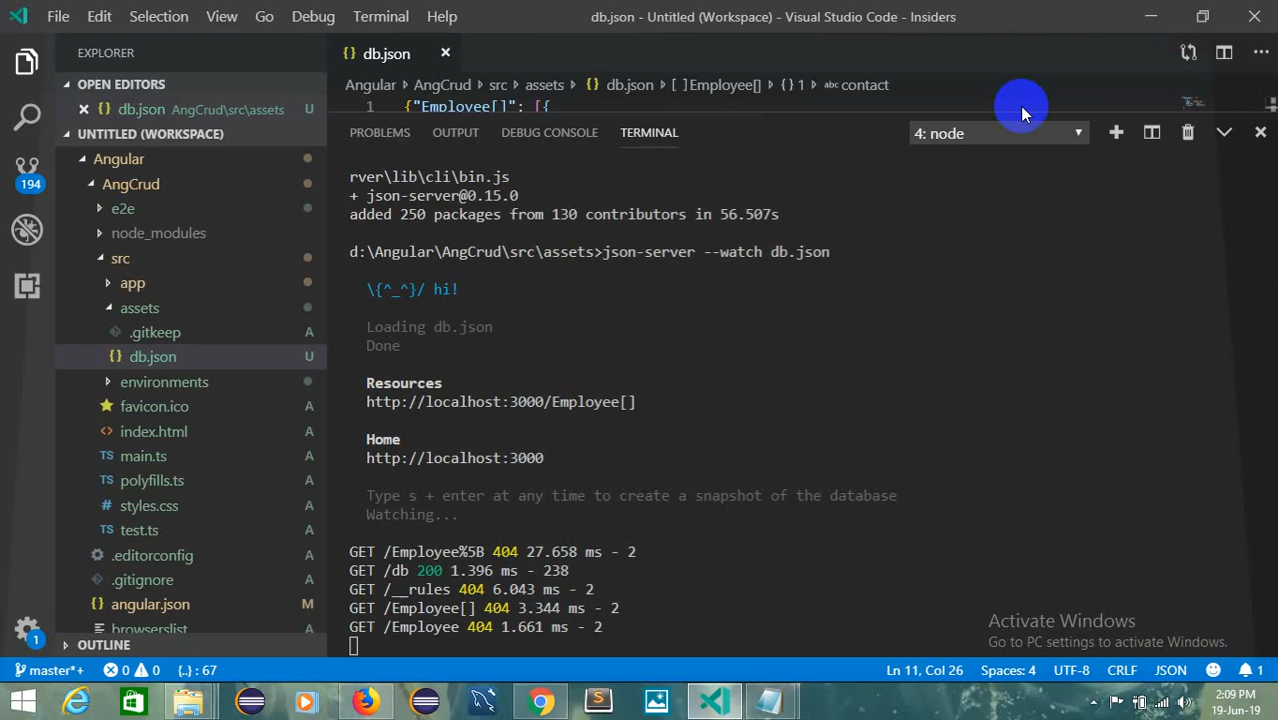 File Edit Selection View Go Debug Terminal Help
db.json - Untitled (Workspace) - Visual Studio Code - Insiders
EXPLORER
OPEN EDITORS
db.json AngCrud\src\assets U
UNTITLED (WORKSPACE)
Angular
AngCrud
e2e
node_modules
src
app
assets
.gitkeep A
db.json U
environments
favicon.ico A
index.html A
main.ts A
polyfills.ts A
styles.css A
test.ts A
.editorconfig A
.gitignore A
angular.json M
browserslist A
OUTLINE
194
1
db.json
Angular > AngCrud > src > assets > {} db.json > [ ] Employee[] > {} 1 > abc contact
1 {"Employee[]": [{
PROBLEMS OUTPUT DEBUG CONSOLE TERMINAL
4: node
rver\lib\cli\bin.js
+ json-server@0.15.0
added 250 packages from 130 contributors in 56.507s
d:\Angular\AngCrud\src\assets>json-server --watch db.json
\{^_^}/ hi!
Loading db.json
Done
Resources
http://localhost:3000/Employee[]
Home
http://localhost:3000
Type s + enter at any time to create a snapshot of the database
Watching...
GET /Employee%5B 404 27.658 ms - 2
GET /db 200 1.396 ms - 238
GET /__rules 404 6.043 ms - 2
GET /Employee[] 404 3.344 ms - 2
GET /Employee 404 1.661 ms - 2
Activate Windows
Go to PC settings to activate Windows.
master*+ 0 0 {..} : 67
Ln 11, Col 26 Spaces: 4 UTF-8 CRLF JSON 1
2:09 PM
19-Jun-19